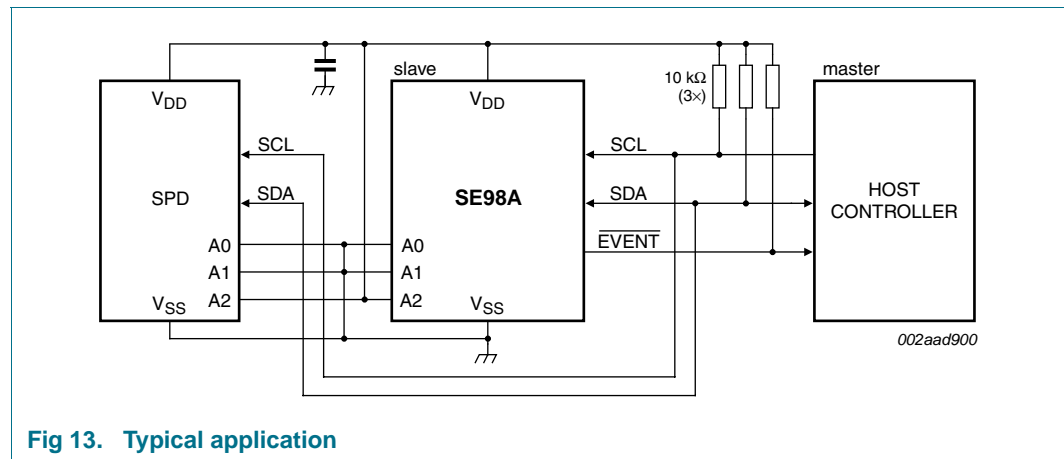 slave
10 kΩ
(3×)
master
VDD
VDD
SCL
SCL
SPD
SDA
SE98A
SDA
HOST
CONTROLLER
A0
A0
EVENT
A1
A1
A2
A2
VSS
VSS
002aad900
Fig 13. Typical application